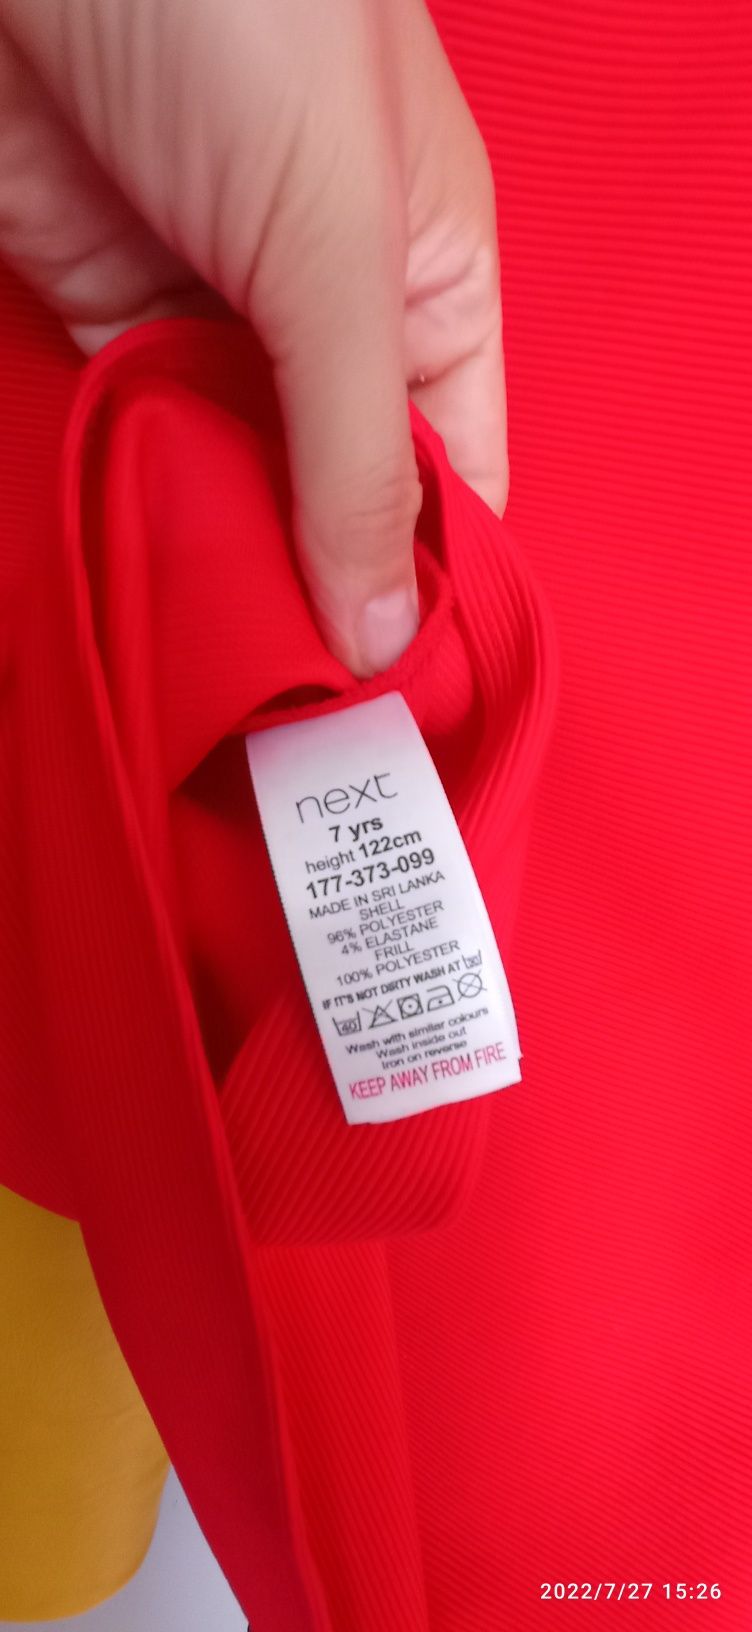 next
7 yrs
height 122cm
177-373-099
MADE IN SRI LANKA
SHELL
96% POLYESTER
4% ELASTANE
FRILL
100% POLYESTER
IF IT'S NOT DIRTY WASH AT 30
40
Wash with similar colours
Wash inside out
Iron on reverse
KEEP AWAY FROM FIRE
2022/7/27 15:26